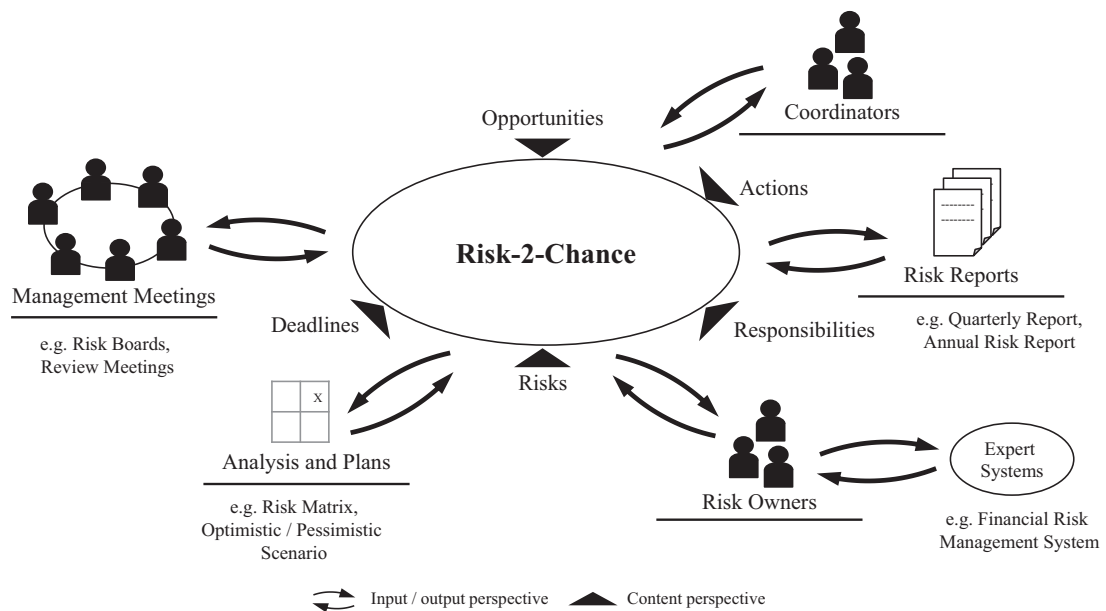 Coordinators
Opportunities
Actions
Risk-2-Chance
Management Meetings
e.g. Risk Boards,
Review Meetings
Risk Reports
e.g. Quarterly Report,
Annual Risk Report
Deadlines
Responsibilities
Risks
x
Analysis and Plans
e.g. Risk Matrix,
Optimistic / Pessimistic
Scenario
Risk Owners
Expert
Systems
e.g. Financial Risk
Management System
Input / output perspective
Content perspective